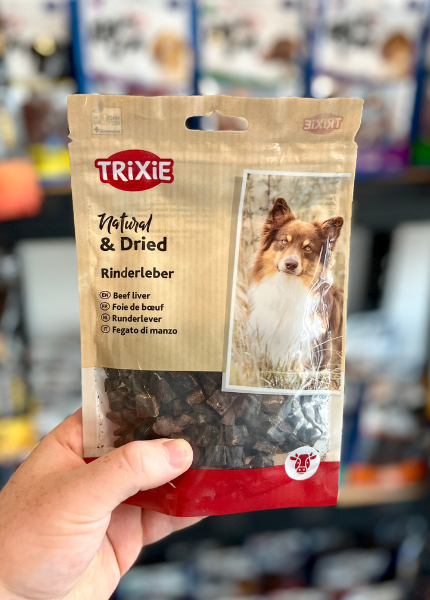 TRiXiE
TRiXiE
Natural
& Dried
Rinderleber
EN Beef liver
FR Foie de bœuf
NL Runderlever
IT Fegato di manzo